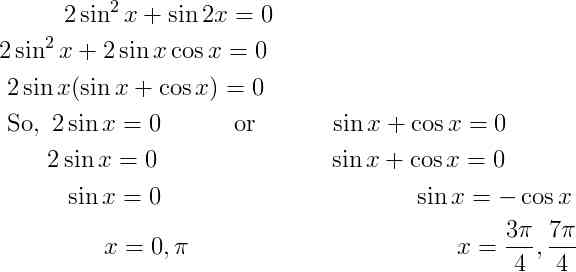 2 sin² x + sin 2x = 0
2 sin² x + 2 sin x cos x = 0
2 sin x(sin x + cos x) = 0
So, 2 sin x = 0 or sin x + cos x = 0
2 sin x = 0 sin x + cos x = 0
sin x = 0 sin x = − cos x
x = 0, π x = 3π/4, 7π/4